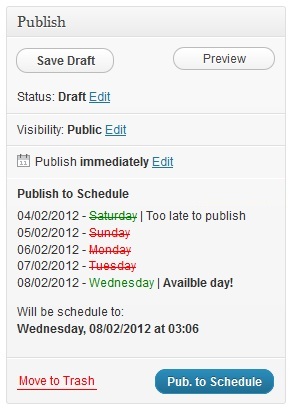 Publish
Save Draft Preview
Status: Draft Edit
Visibility: Public Edit
11 Publish immediately Edit
Publish to Schedule
04/02/2012 - Saturday | Too late to publish
05/02/2012 - Sunday
06/02/2012 - Monday
07/02/2012 - Tuesday
08/02/2012 - Wednesday | Availble day!
Will be schedule to:
Wednesday, 08/02/2012 at 03:06
Move to Trash Pub. to Schedule